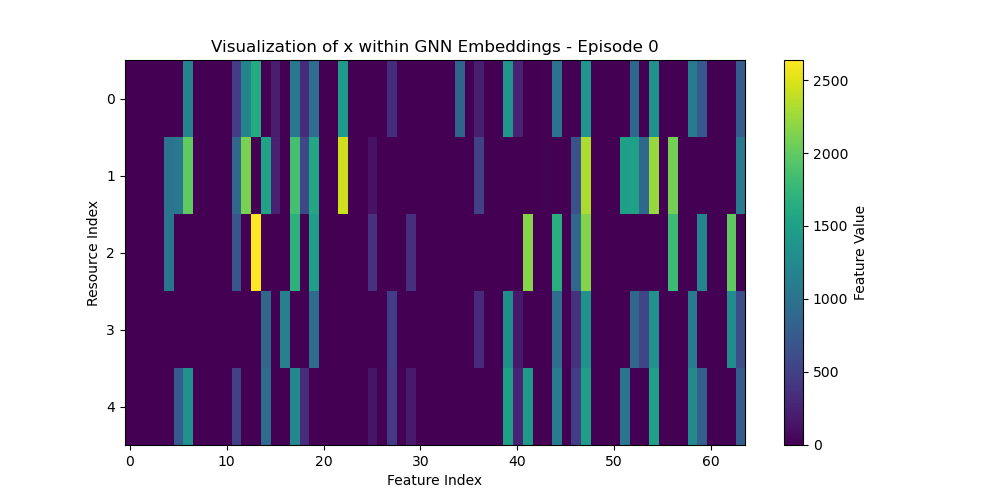 Visualization of x within GNN Embeddings - Episode 0
Resource Index
0
1
2
3
4
0 10 20 30 40 50 60
Feature Index
2500
2000
1500
1000
500
0
Feature Value